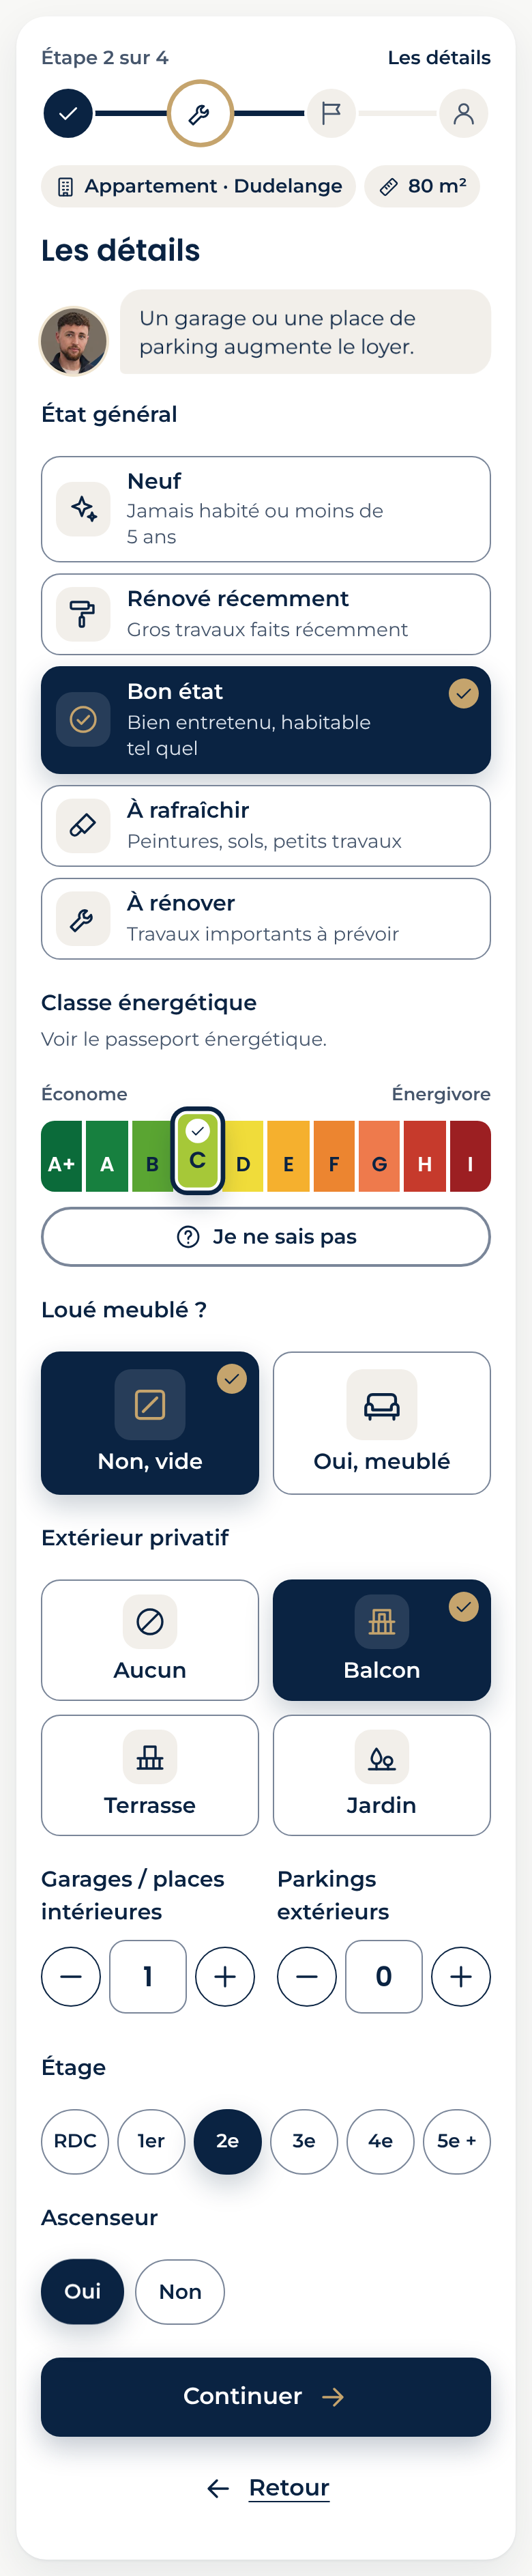 Étape 2 sur 4
Les détails
Appartement · Dudelange
80 m²
Les détails
Un garage ou une place de
parking augmente le loyer.
État général
Neuf
Jamais habité ou moins de
5 ans
Rénové récemment
Gros travaux faits récemment
Bon état
Bien entretenu, habitable
tel quel
À rafraîchir
Peintures, sols, petits travaux
À rénover
Travaux importants à prévoir
Classe énergétique
Voir le passeport énergétique.
Économe
Énergivore
A+ A B C D E F G H I
Je ne sais pas
Loué meublé ?
Non, vide
Oui, meublé
Extérieur privatif
Aucun
Balcon
Terrasse
Jardin
Garages / places
intérieures
Parkings
extérieurs
1
0
Étage
RDC 1er 2e 3e 4e 5e +
Ascenseur
Oui
Non
Continuer
Retour